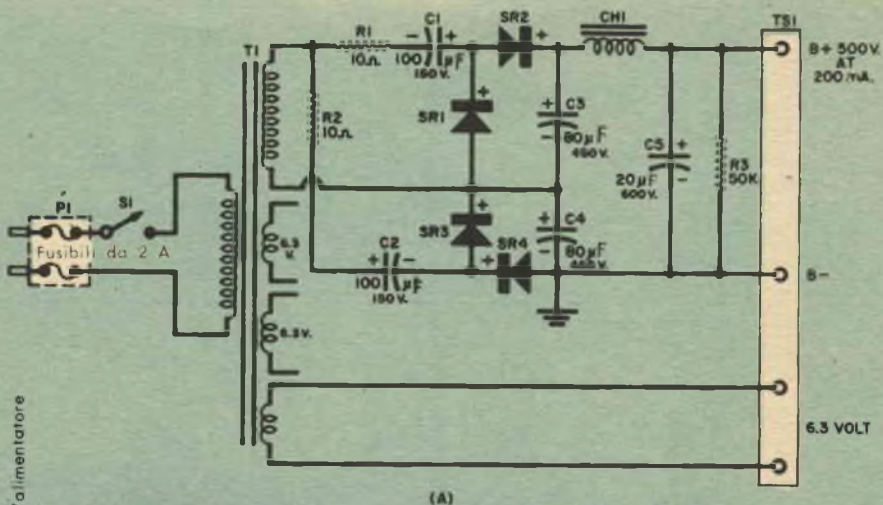 T1
R1
10Ω
C1
- +
100 µF
150 V.
SR2
+
CH1
TS1
B+ 500 V.
AT
200 mA.
R2
10Ω
SR1
+
C3
+
-
80 µF
450 V.
C5
+
-
20 µF
600 V.
R3
50K
P1
S1
Fusibili da 2 A
6.3
V.
SR3
+
SR4
+
C4
+
-
80 µF
450 V.
C2
+ -
100 µF
150 V.
B-
6.3 V.
6.3 VOLT
(A)
'alimentatore